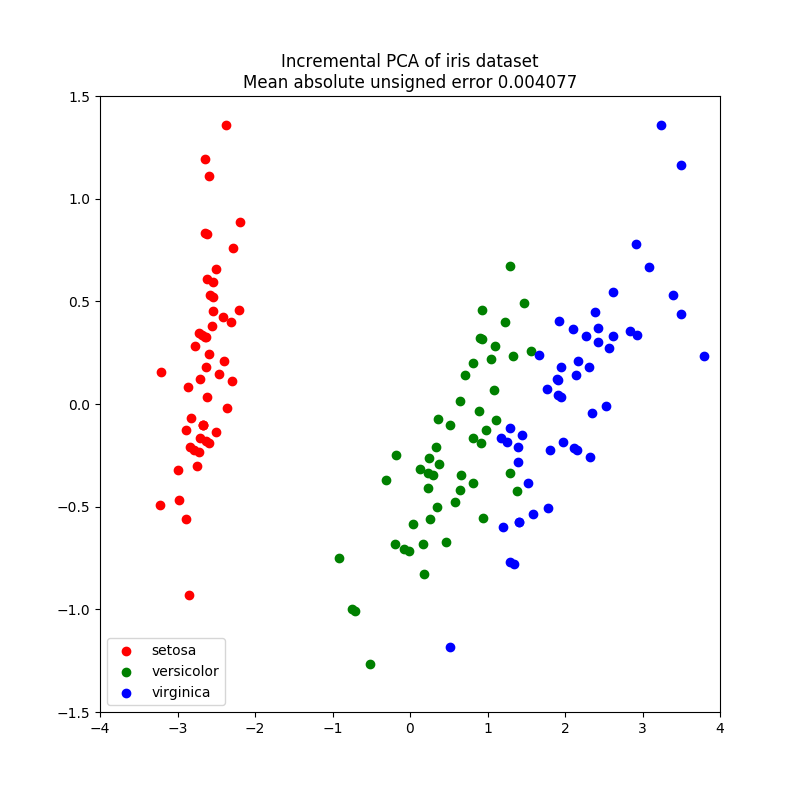 Incremental PCA of iris dataset
Mean absolute unsigned error 0.004077
1.5
1.0
0.5
0.0
−0.5
−1.0
−1.5
setosa
versicolor
virginica
−4 −3 −2 −1 0 1 2 3 4